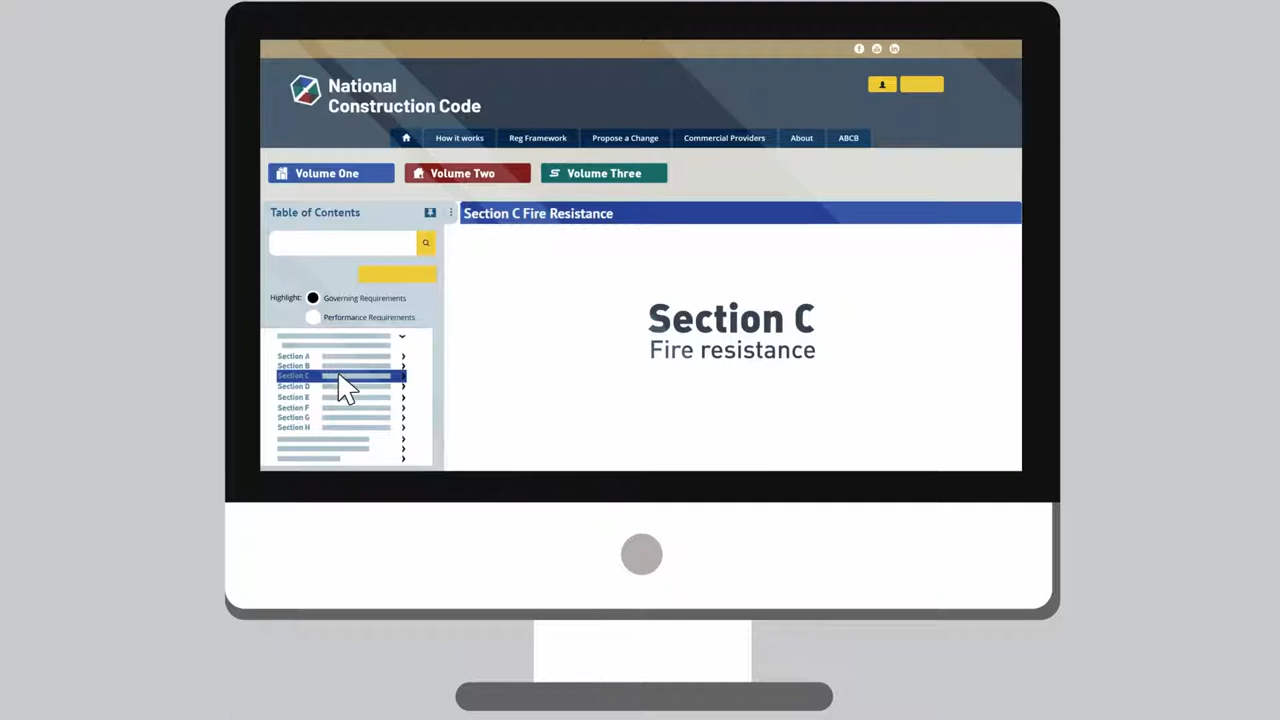 National
Construction Code
How it works
Reg Framework
Propose a Change
Commercial Providers
About
ABCB
Volume One
Volume Two
Volume Three
Table of Contents
Section C Fire Resistance
Highlight:
Governing Requirements
Performance Requirements
Section A
Section B
Section C
Section D
Section E
Section F
Section G
Section H
Section C
Fire resistance